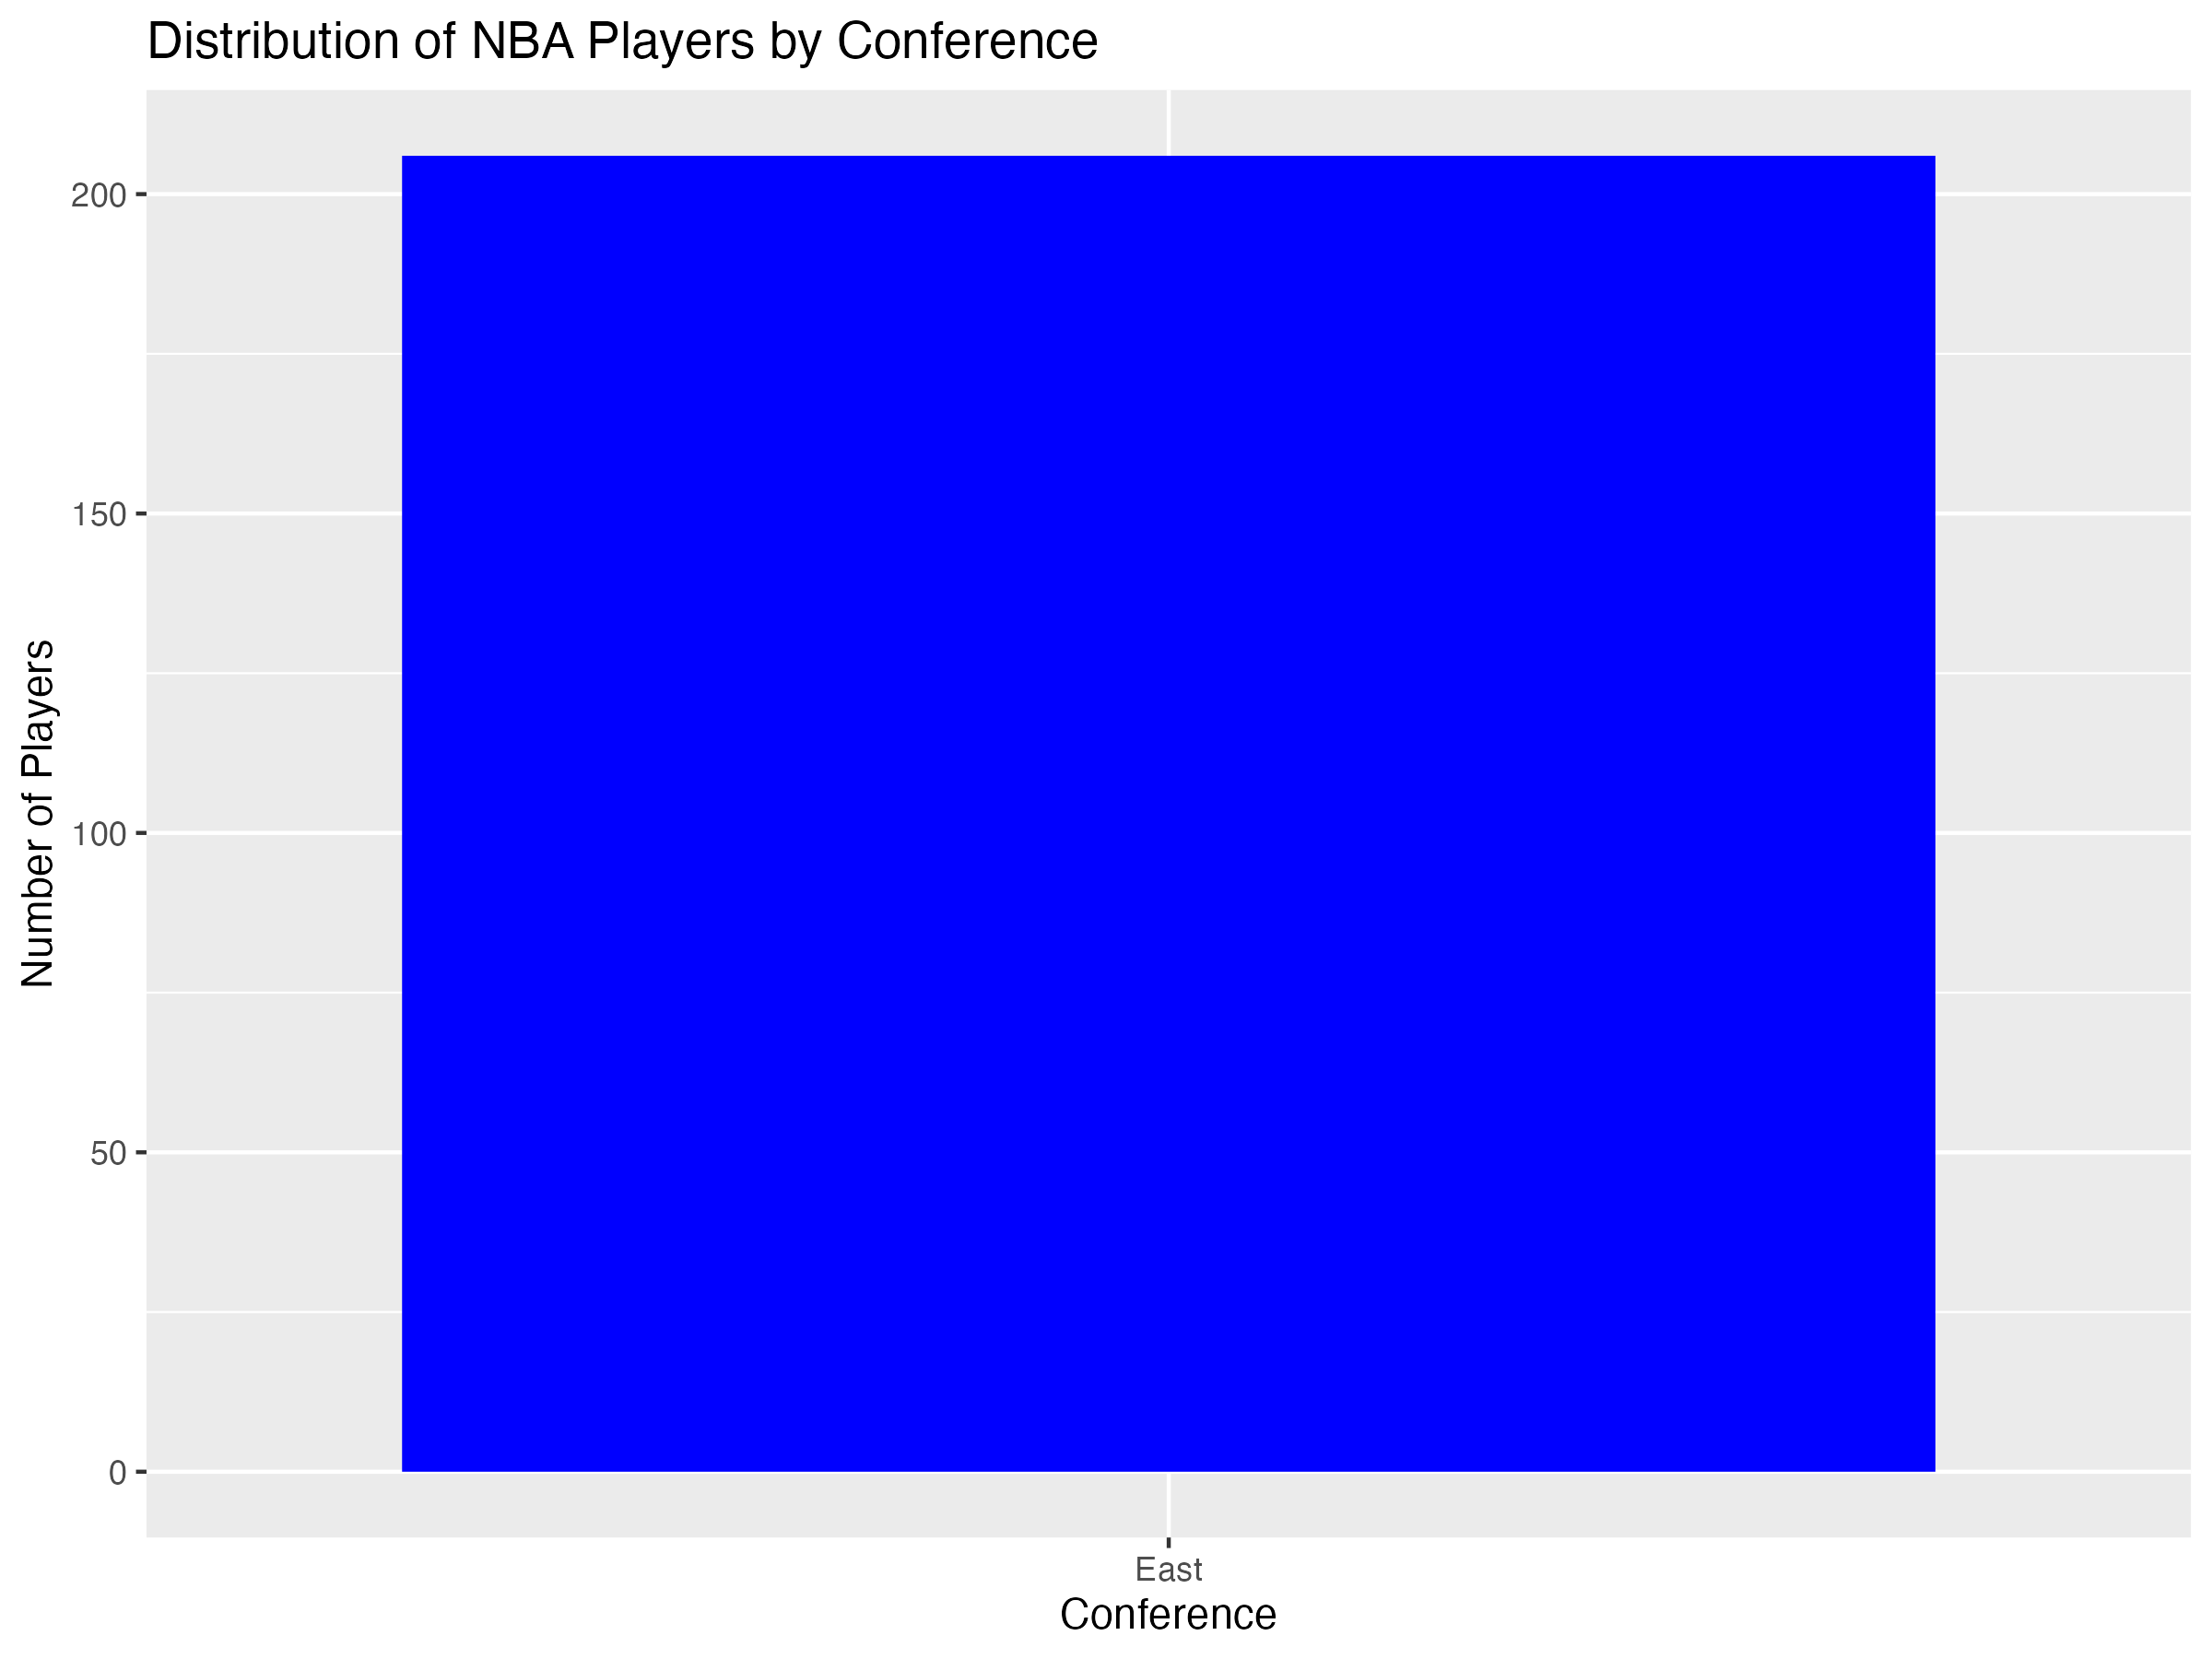 Distribution of NBA Players by Conference
Number of Players
200
150
100
50
0
East
Conference